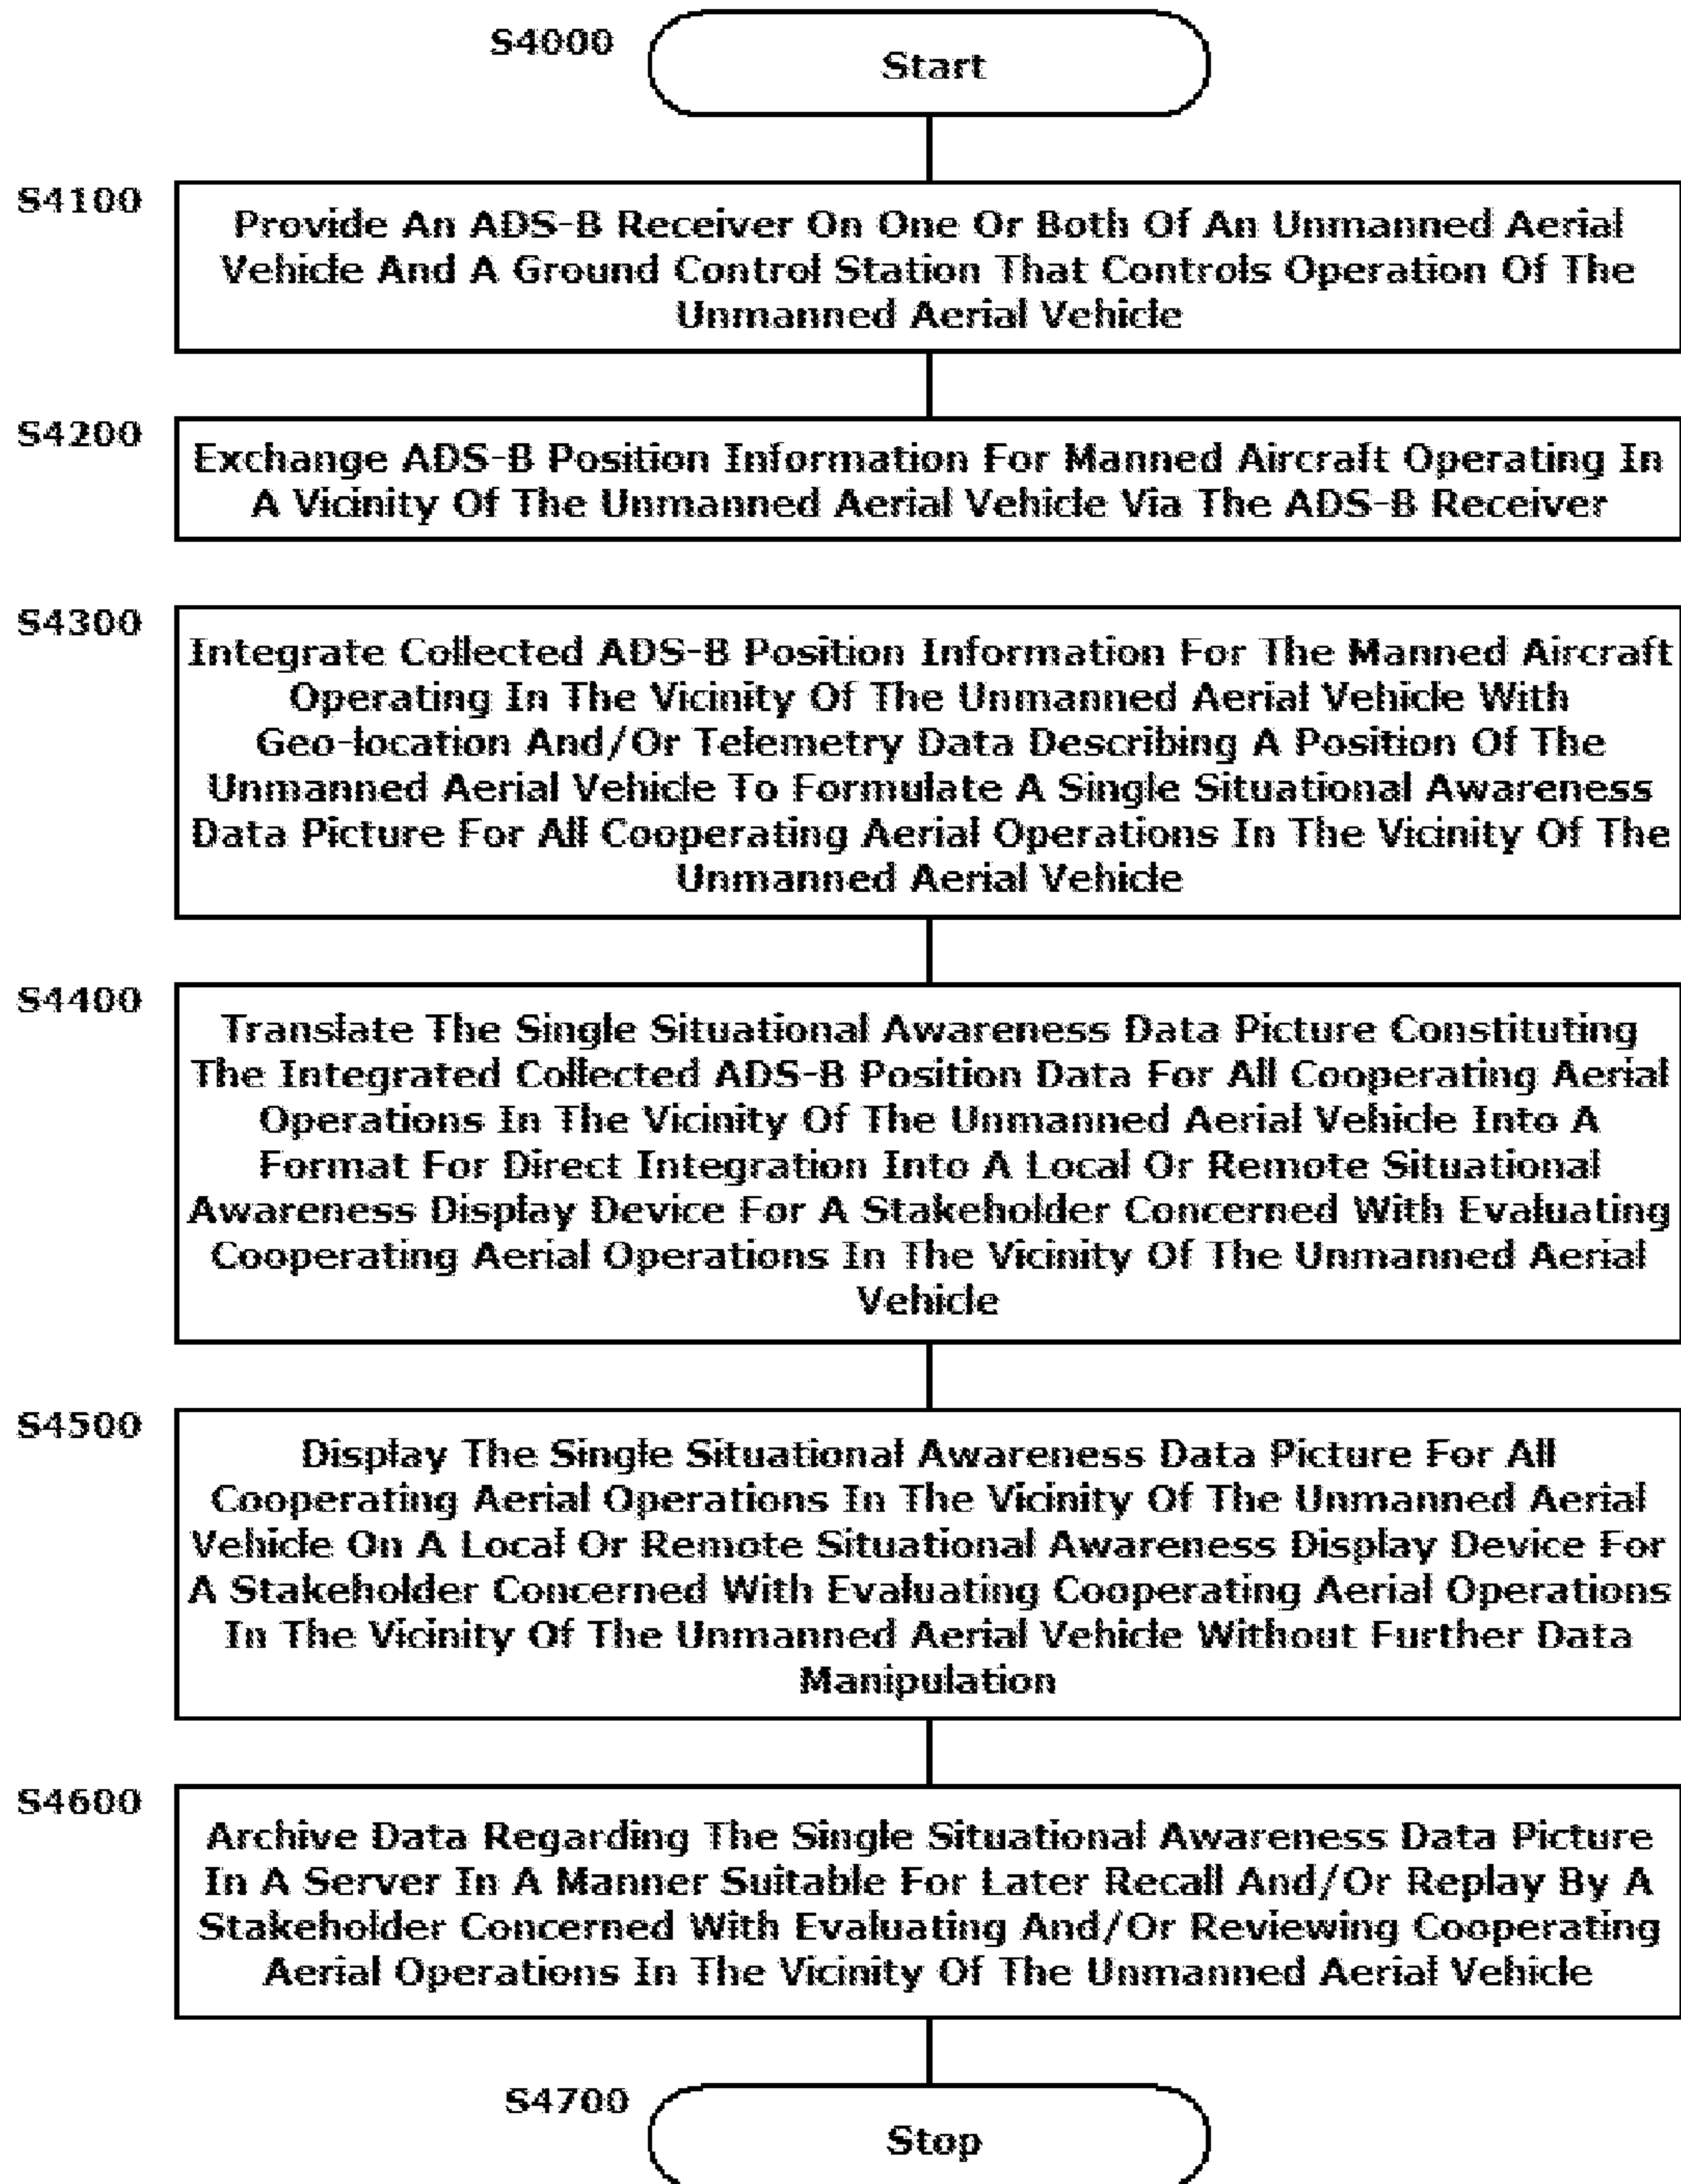 S4000
Start
S4100
Provide An ADS-B Receiver On One Or Both Of An Unmanned Aerial
Vehicle And A Ground Control Station That Controls Operation Of The
Unmanned Aerial Vehicle
S4200
Exchange ADS-B Position Information For Manned Aircraft Operating In
A Vicinity Of The Unmanned Aerial Vehicle Via The ADS-B Receiver
S4300
Integrate Collected ADS-B Position Information For The Manned Aircraft
Operating In The Vicinity Of The Unmanned Aerial Vehicle With
Geo-location And/Or Telemetry Data Describing A Position Of The
Unmanned Aerial Vehicle To Formulate A Single Situational Awareness
Data Picture For All Cooperating Aerial Operations In The Vicinity Of The
Unmanned Aerial Vehicle
S4400
Translate The Single Situational Awareness Data Picture Constituting
The Integrated Collected ADS-B Position Data For All Cooperating Aerial
Operations In The Vicinity Of The Unmanned Aerial Vehicle Into A
Format For Direct Integration Into A Local Or Remote Situational
Awareness Display Device For A Stakeholder Concerned With Evaluating
Cooperating Aerial Operations In The Vicinity Of The Unmanned Aerial
Vehicle
S4500
Display The Single Situational Awareness Data Picture For All
Cooperating Aerial Operations In The Vicinity Of The Unmanned Aerial
Vehicle On A Local Or Remote Situational Awareness Display Device For
A Stakeholder Concerned With Evaluating Cooperating Aerial Operations
In The Vicinity Of The Unmanned Aerial Vehicle Without Further Data
Manipulation
S4600
Archive Data Regarding The Single Situational Awareness Data Picture
In A Server In A Manner Suitable For Later Recall And/Or Replay By A
Stakeholder Concerned With Evaluating And/Or Reviewing Cooperating
Aerial Operations In The Vicinity Of The Unmanned Aerial Vehicle
S4700
Stop